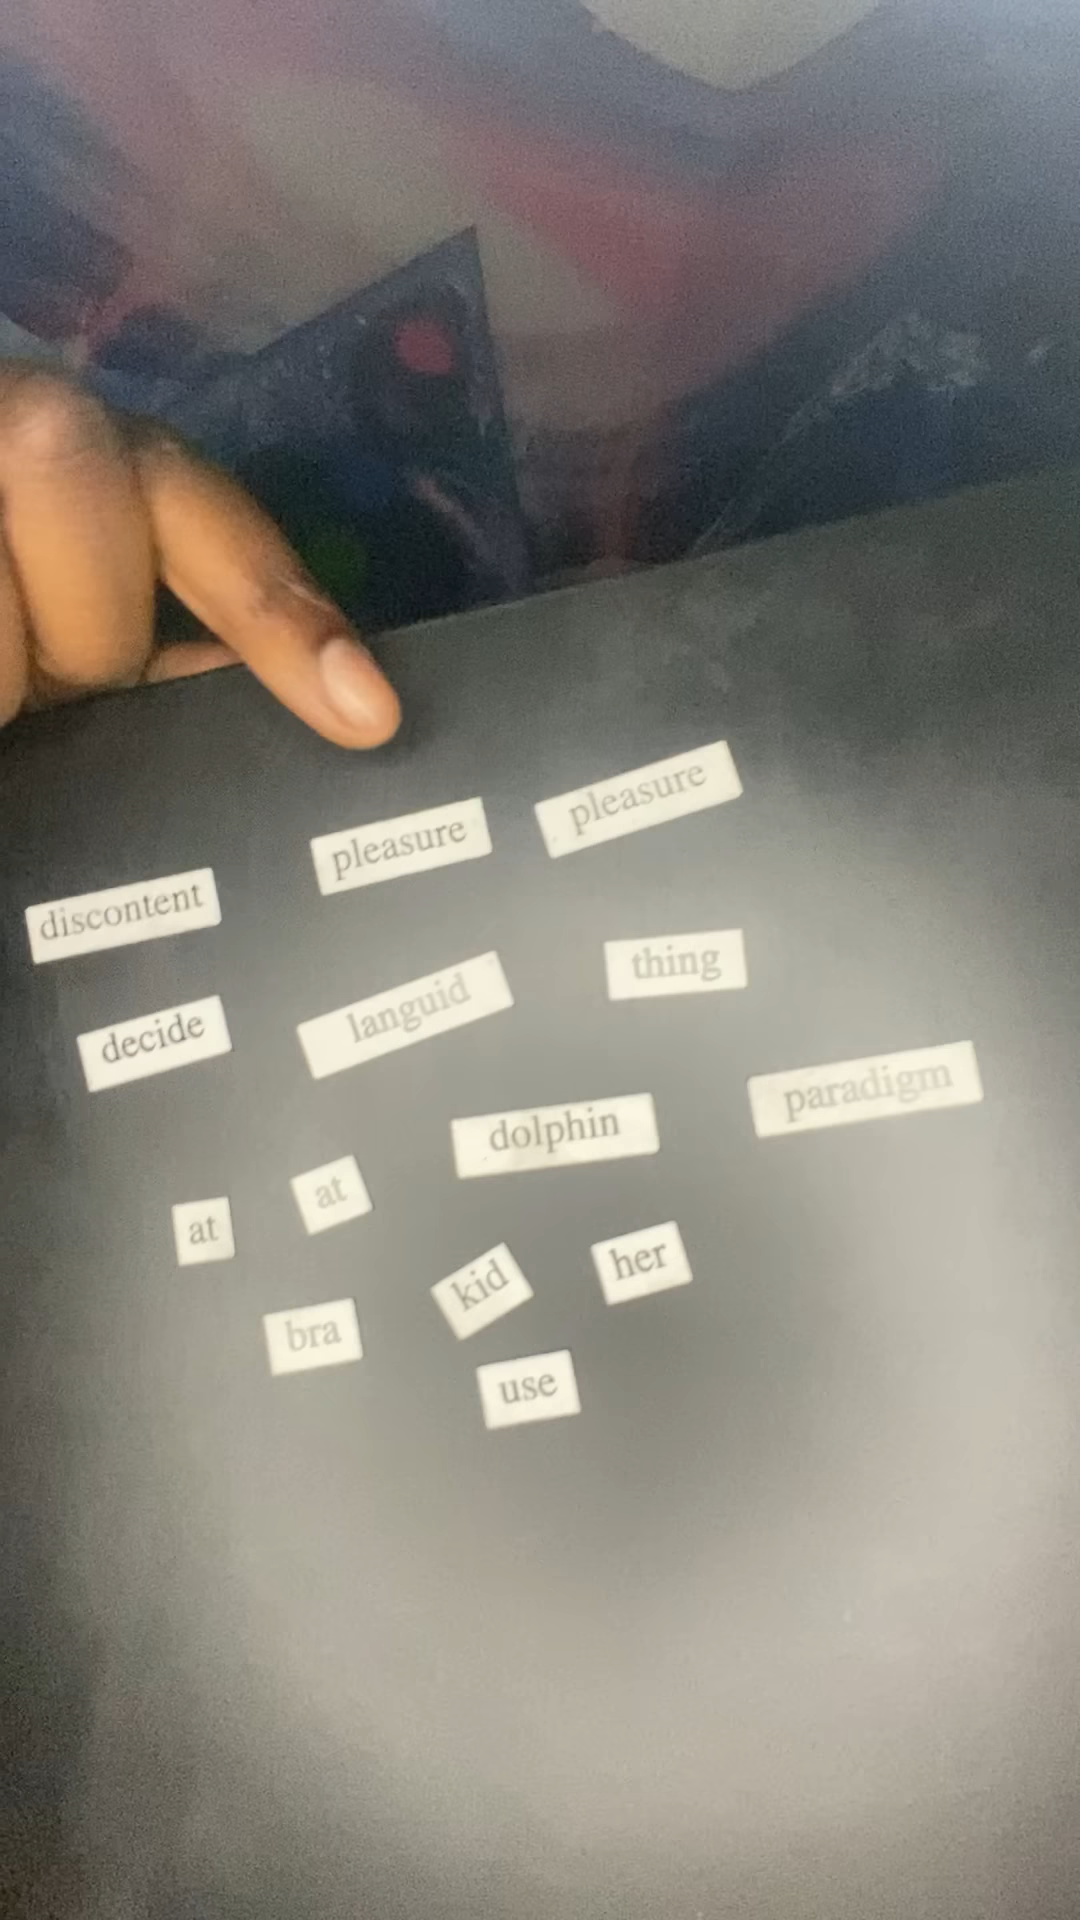 discontent pleasure pleasure
decide languid thing
dolphin paradigm
at at
bra kid her
use